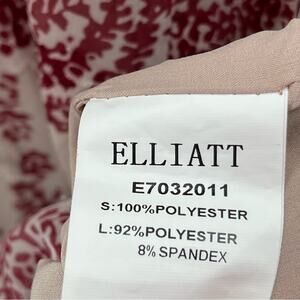 ELLIATT
E7032011
S:100%POLYESTER
L:92%POLYESTER
8% SPANDEX